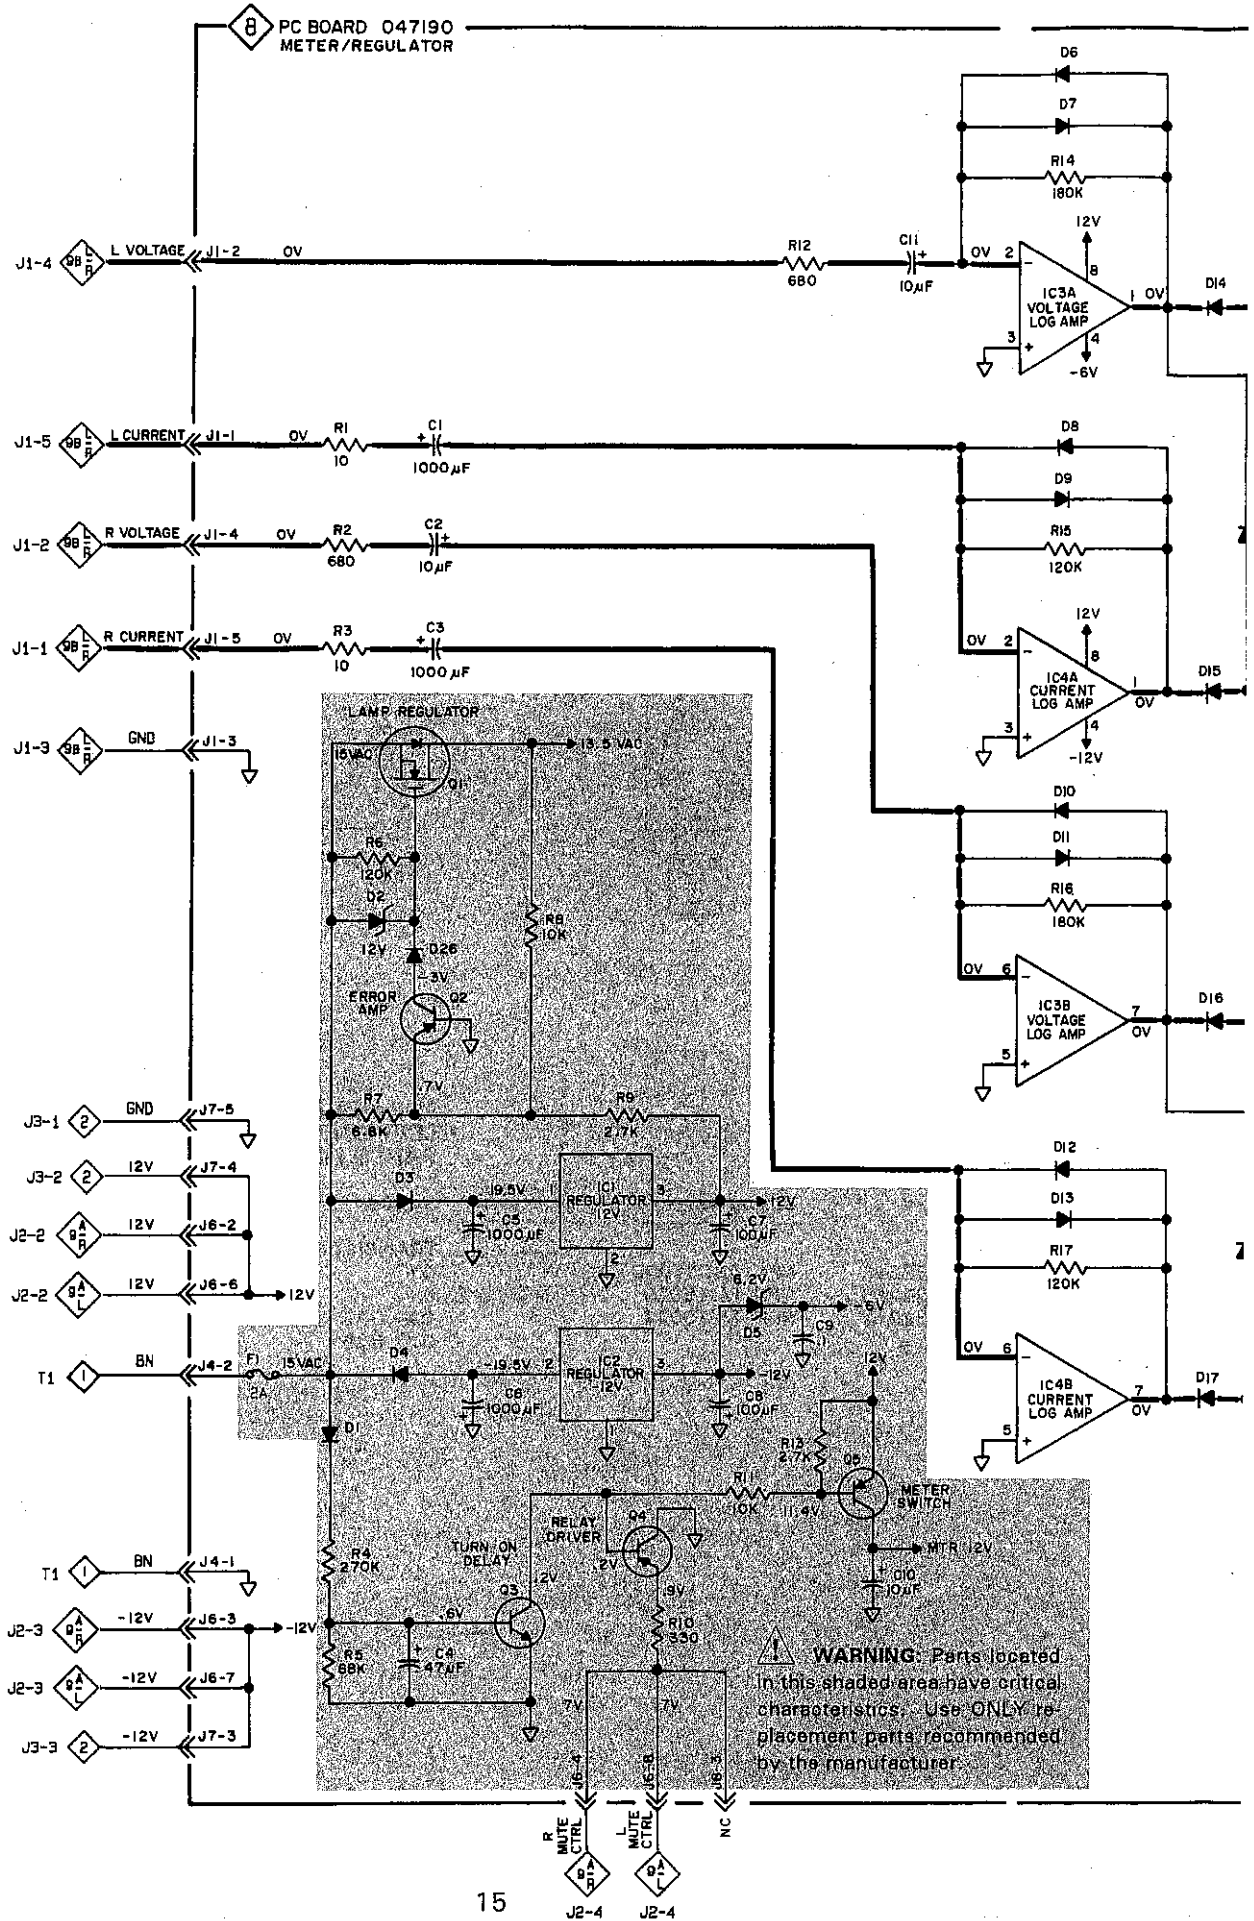 8 PC BOARD 047190
METER/REGULATOR
D6
D7
R14
180K
12V
J1-4 9B L/R L VOLTAGE J1-2 0V
R12
680
C11 +
10µF
0V 2 -
8
IC3A
VOLTAGE
LOG AMP
1 0V
D14
3 +
4
-6V
J1-5 9B L/R L CURRENT J1-1 0V
R1
10
+ C1
1000µF
D8
D9
R15
120K
J1-2 9B L/R R VOLTAGE J1-4 0V
R2
680
C2 +
10µF
12V
J1-1 9B L/R R CURRENT J1-5 0V
R3
10
+ C3
1000µF
0V 2 -
8
IC4A
CURRENT
LOG AMP
1
0V
D15
3 +
4
-12V
J1-3 9B L/R GND J1-3
LAMP REGULATOR
15VAC
13.5 VAC
Q1
D10
D11
R16
180K
R6
120K
D2
12V
D26
-3V
R8
10K
ERROR
AMP
Q2
.7V
0V 6 -
IC3B
VOLTAGE
LOG AMP
7
0V
D16
5 +
R7
6.8K
R9
2.7K
J3-1 2 GND J7-5
J3-2 2 12V J7-4
J2-2 9 A/R 12V J6-2
J2-2 9 A/L 12V J6-6
12V
D3
19.5V
+ C5
1000µF
1 IC1 3
REGULATOR
12V
2
12V
+ C7
100µF
D12
D13
R17
120K
6.2V
D5
-6V
C9
.1
T1 1 BN J4-2
F1
2A
15VAC
D4
-19.5V
C6
+ 1000µF
2 IC2 3
REGULATOR
-12V
1
-12V
C8
+ 100µF
12V
0V 6 -
IC4B
CURRENT
LOG AMP
7
0V
D17
5 +
D1
R13
2.7K
Q5
METER
SWITCH
R11
10K
11.4V
MTR 12V
+ C10
10µF
RELAY
DRIVER
Q4
.2V
.9V
R10
330
TURN ON
DELAY
Q3
.2V
.6V
R4
270K
R5
68K
+ C4
47µF
T1 1 BN J4-1
J2-3 9 A/R -12V J6-3
-12V
J2-3 9 A/L -12V J6-7
J3-3 2 -12V J7-3
! WARNING: Parts located
in this shaded area have critical
characteristics. Use ONLY re-
placement parts recommended
by the manufacturer.
.7V
.7V
J6-4
J6-8
J8-3
R
MUTE
CTRL
L
MUTE
CTRL
NC
9 A/R
9 A/L
J2-4
J2-4
15